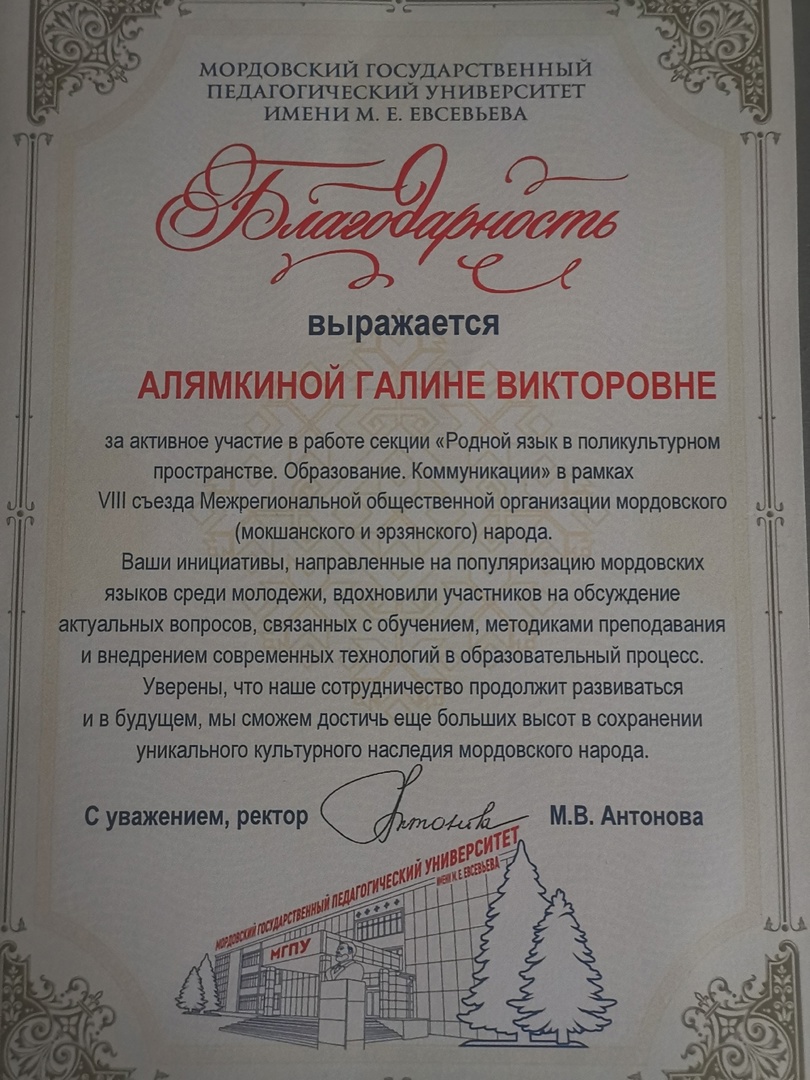 МОРДОВСКИЙ ГОСУДАРСТВЕННЫЙ
ПЕДАГОГИЧЕСКИЙ УНИВЕРСИТЕТ
ИМЕНИ М. Е. ЕВСЕВЬЕВА
Благодарность
выражается
АЛЯМКИНОЙ ГАЛИНЕ ВИКТОРОВНЕ
за активное участие в работе секции «Родной язык в поликультурном
пространстве. Образование. Коммуникации» в рамках
VIII съезда Межрегиональной общественной организации мордовского
(мокшанского и эрзянского) народа.
Ваши инициативы, направленные на популяризацию мордовских
языков среди молодежи, вдохновили участников на обсуждение
актуальных вопросов, связанных с обучением, методиками преподавания
и внедрением современных технологий в образовательный процесс.
Уверены, что наше сотрудничество продолжит развиваться
и в будущем, мы сможем достичь еще больших высот в сохранении
уникального культурного наследия мордовского народа.
С уважением, ректор Антонова М.В. Антонова
МОРДОВСКИЙ ГОСУДАРСТВЕННЫЙ ПЕДАГОГИЧЕСКИЙ УНИВЕРСИТЕТ
ИМЕНИ М. Е. ЕВСЕВЬЕВА
МГПУ